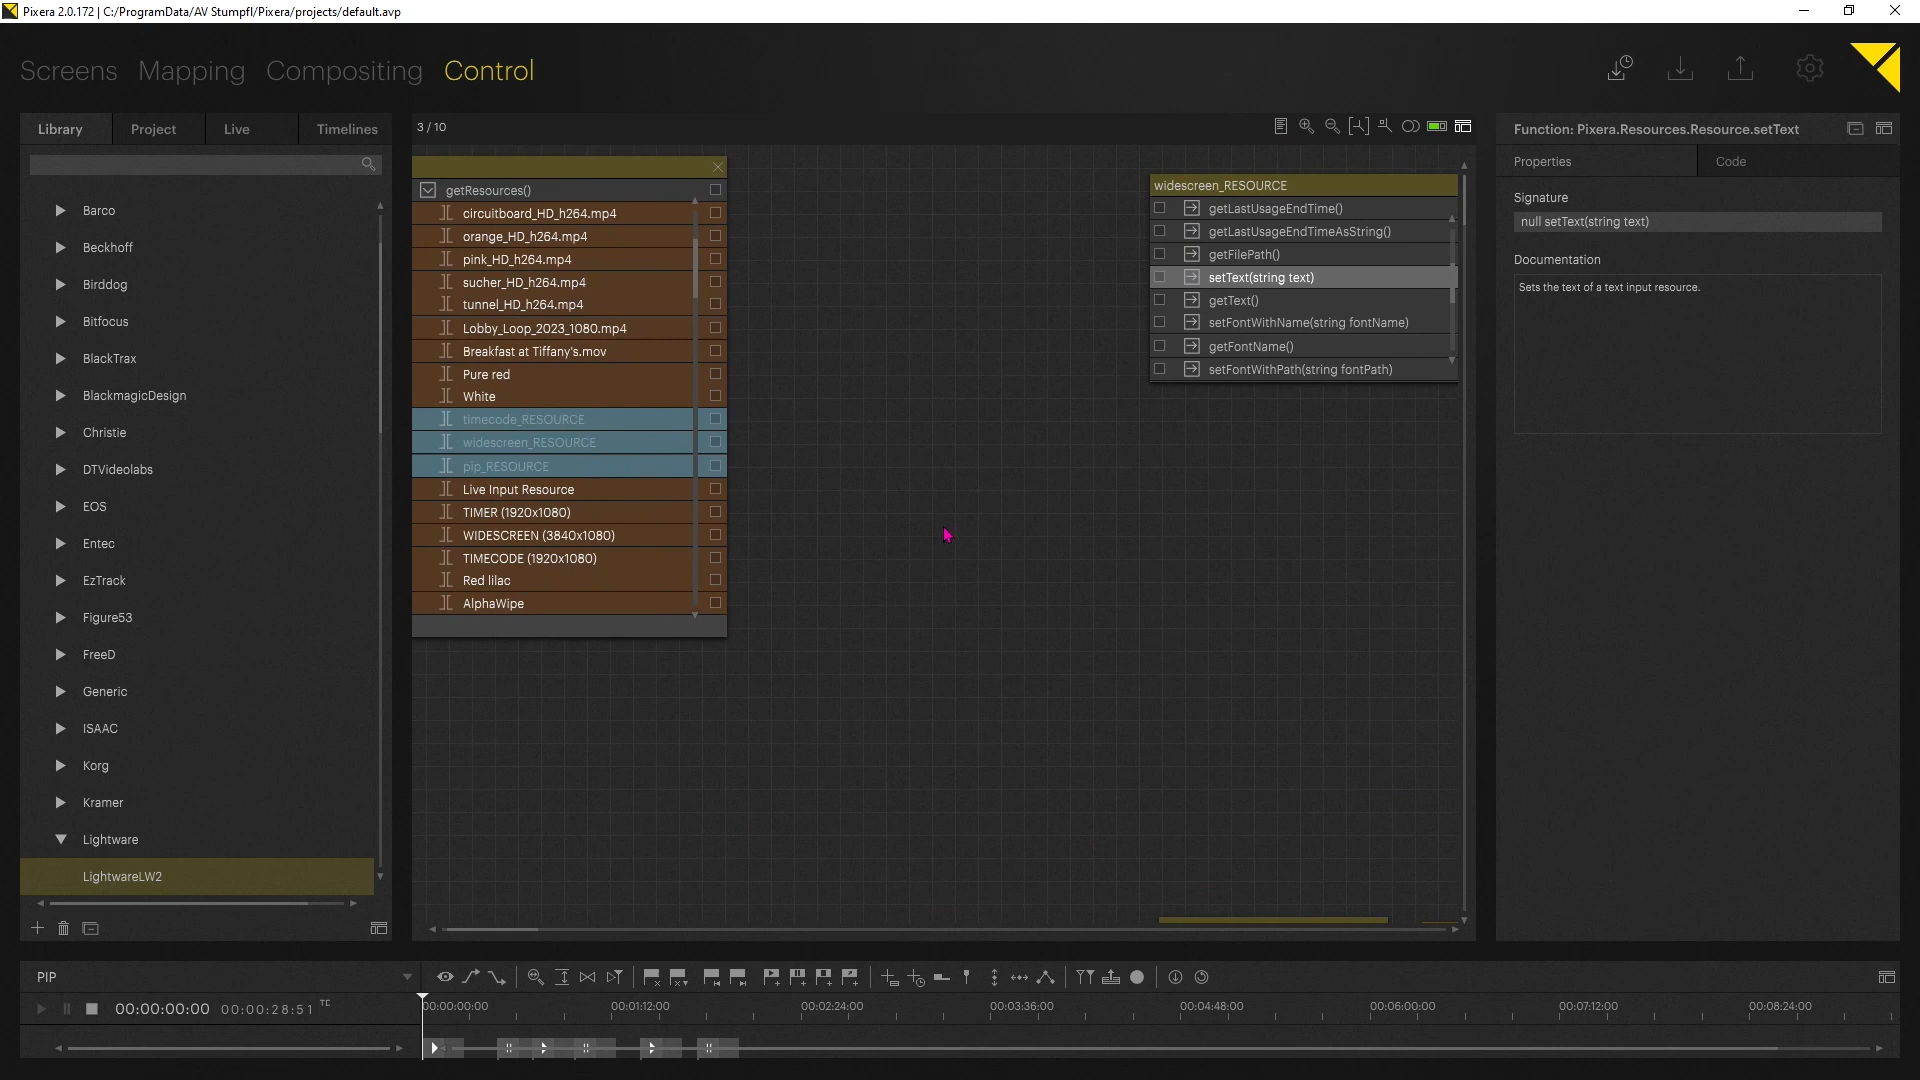 Pixera 2.0.172 | C:/ProgramData/AV Stumpfl/Pixera/projects/default.avp
Screens Mapping Compositing Control
Library Project Live Timelines
Barco
Beckhoff
Birddog
Bitfocus
BlackTrax
BlackmagicDesign
Christie
DTVideolabs
EOS
Entec
EzTrack
Figure53
FreeD
Generic
ISAAC
Korg
Kramer
Lightware
LightwareLW2
3 / 10
getResources()
circuitboard_HD_h264.mp4
orange_HD_h264.mp4
pink_HD_h264.mp4
sucher_HD_h264.mp4
tunnel_HD_h264.mp4
Lobby_Loop_2023_1080.mp4
Breakfast at Tiffany's.mov
Pure red
White
timecode_RESOURCE
widescreen_RESOURCE
pip_RESOURCE
Live Input Resource
TIMER (1920x1080)
WIDESCREEN (3840x1080)
TIMECODE (1920x1080)
Red lilac
AlphaWipe
widescreen_RESOURCE
getLastUsageEndTime()
getLastUsageEndTimeAsString()
getFilePath()
setText(string text)
getText()
setFontWithName(string fontName)
getFontName()
setFontWithPath(string fontPath)
Function: Pixera.Resources.Resource.setText
Properties Code
Signature
null setText(string text)
Documentation
Sets the text of a text input resource.
PIP
00:00:00:00 00:00:28:51 TC
00:00:00:00 00:01:12:00 00:02:24:00 00:03:36:00 00:04:48:00 00:06:00:00 00:07:12:00 00:08:24:00